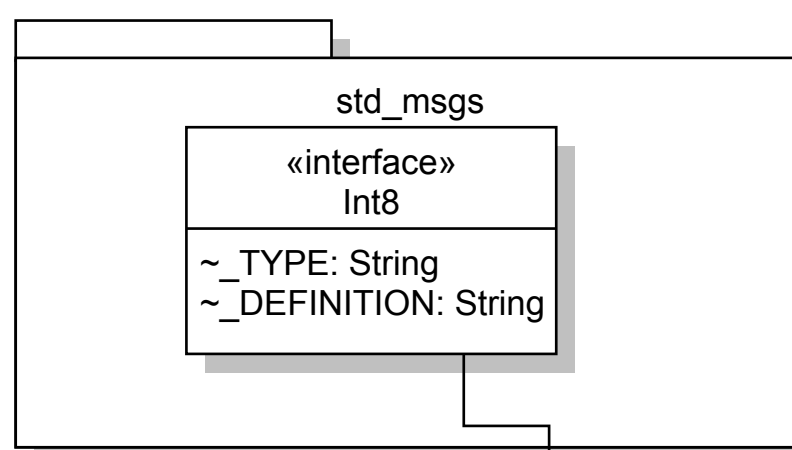 std_msgs
«interface»
Int8
~_TYPE: String
~_DEFINITION: String